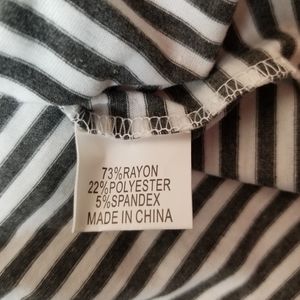 73%RAYON
22%POLYESTER
5%SPANDEX
MADE IN CHINA